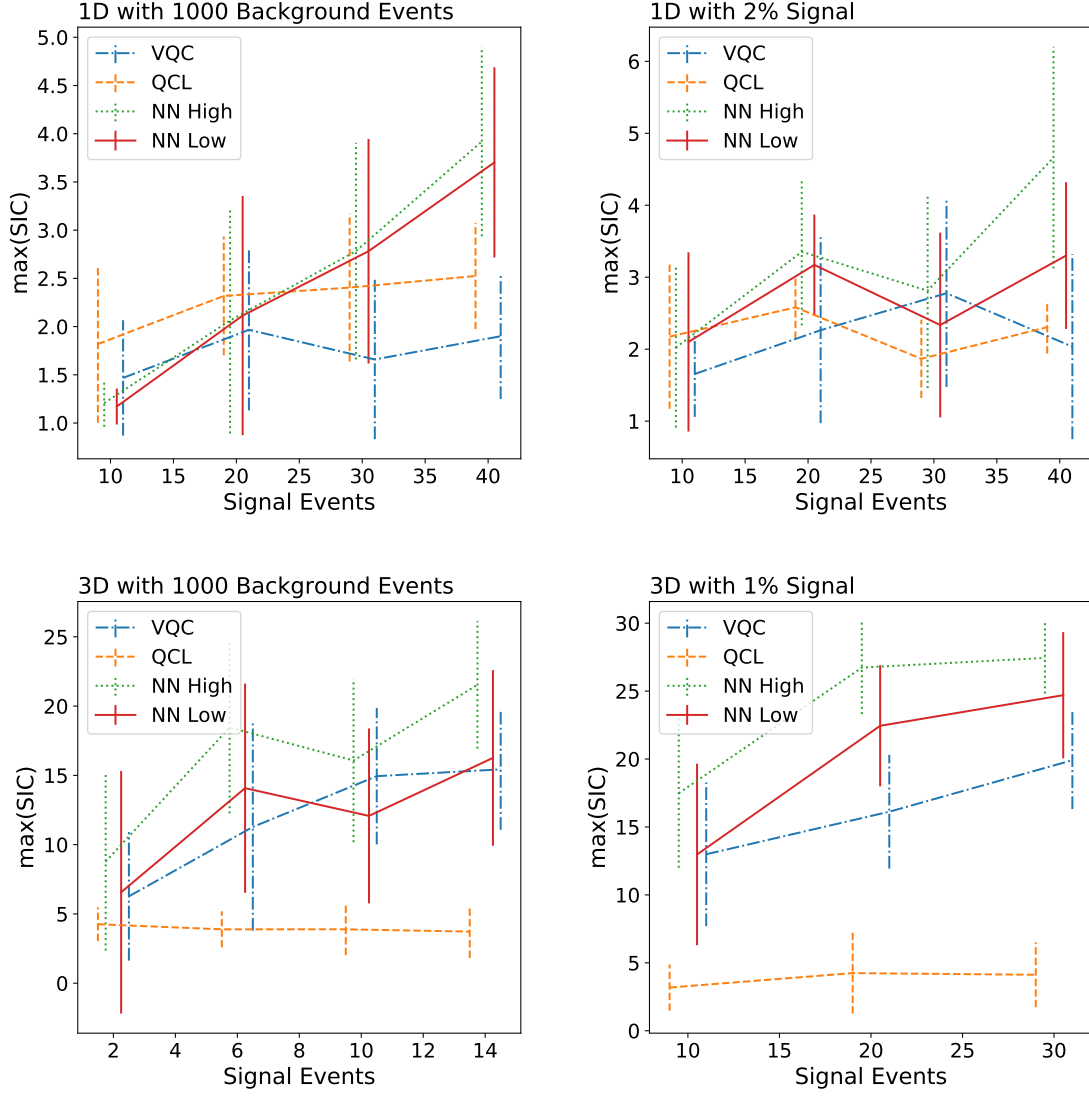 1D with 1000 Background Events
max(SIC)
5.0
4.5
4.0
3.5
3.0
2.5
2.0
1.5
1.0
VQC
QCL
NN High
NN Low
10 15 20 25 30 35 40
Signal Events
1D with 2% Signal
max(SIC)
6
5
4
3
2
1
VQC
QCL
NN High
NN Low
10 15 20 25 30 35 40
Signal Events
3D with 1000 Background Events
max(SIC)
25
20
15
10
5
0
VQC
QCL
NN High
NN Low
2 4 6 8 10 12 14
Signal Events
3D with 1% Signal
max(SIC)
30
25
20
15
10
5
0
VQC
QCL
NN High
NN Low
10 15 20 25 30
Signal Events